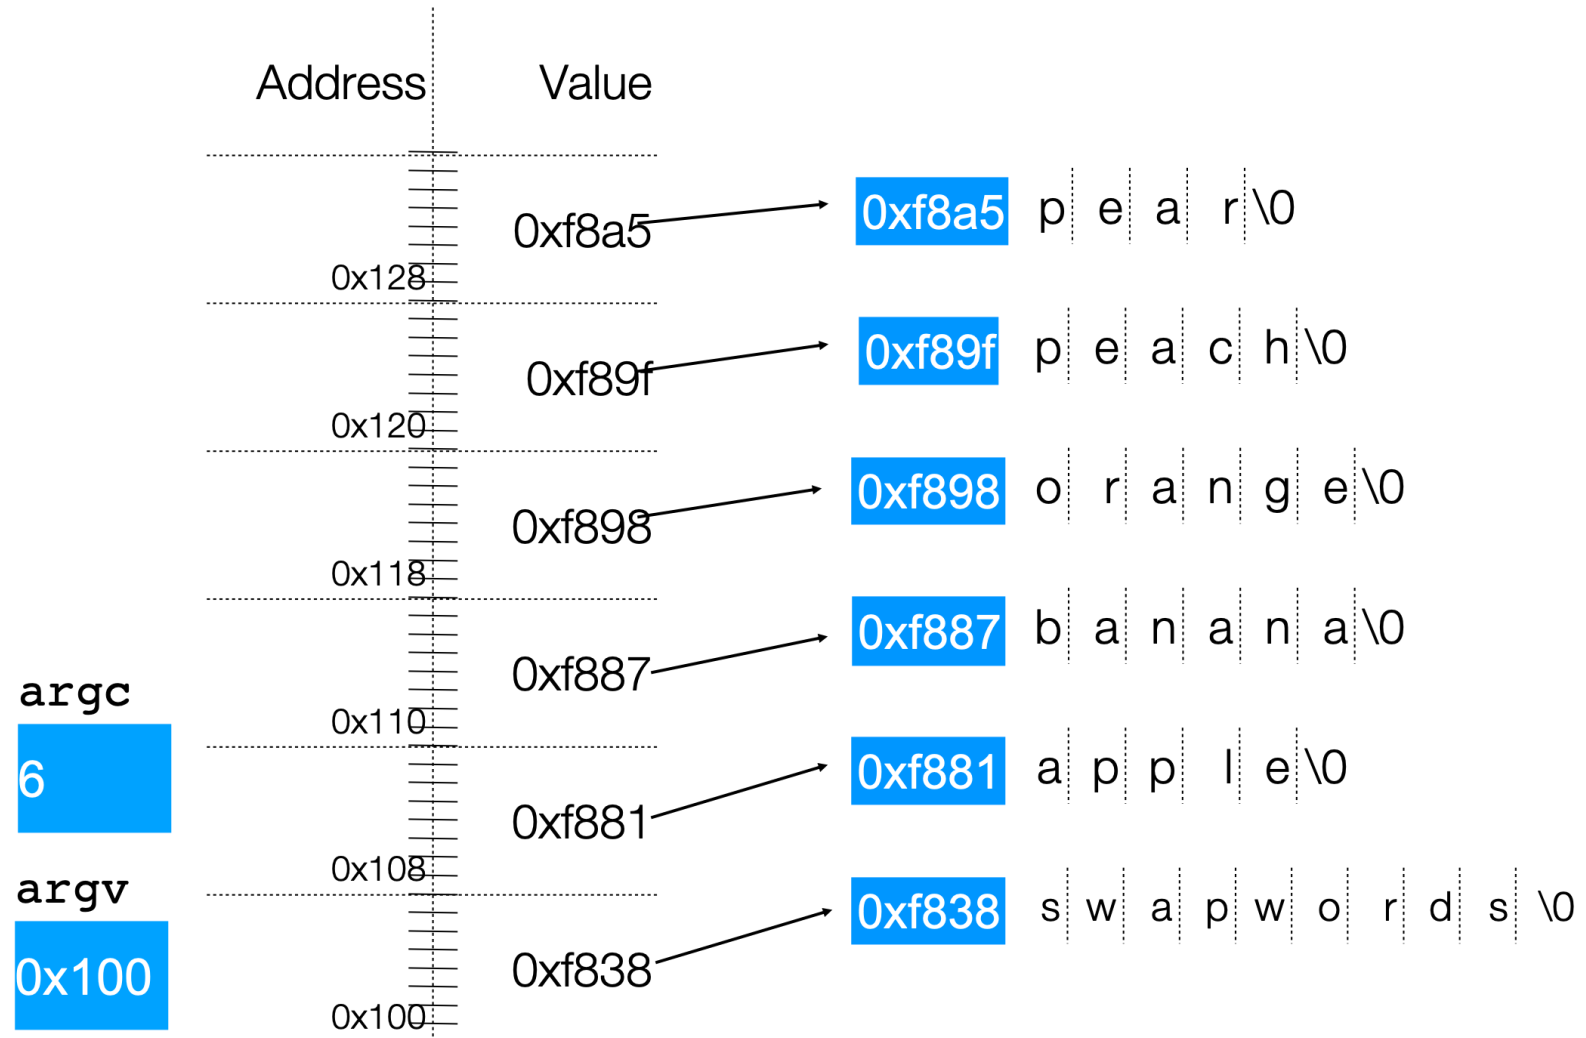 Address Value
0xf8a5 0xf8a5 p e a r \0
0x128
0xf89f 0xf89f p e a c h \0
0x120
0xf898 0xf898 o r a n g e \0
0x118
0xf887 0xf887 b a n a n a \0
0x110
argc
6
0xf881 0xf881 a p p l e \0
0x108
argv
0x100
0xf838 0xf838 s w a p w o r d s \0
0x100